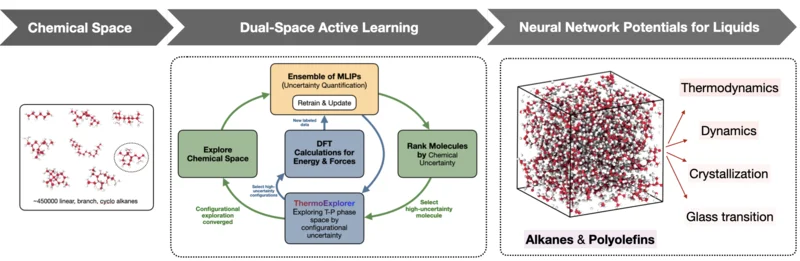 Chemical Space
Dual-Space Active Learning
Neural Network Potentials for Liquids
~450000 linear, branch, cyclo alkanes
Ensemble of MLIPs
(Uncertainty Quantification)
Retrain & Update
New labeled
data
Explore
Chemical Space
DFT
Calculations for
Energy & Forces
Rank Molecules
by Chemical
Uncertainty
Select high-
uncertainty
configurations
ThermoExplorer
Exploring T-P phase
space by
configurational
uncertainty
Configurational
exploration
converged
Select
high-uncertainty
molecule
Alkanes & Polyolefins
Thermodynamics
Dynamics
Crystallization
Glass transition